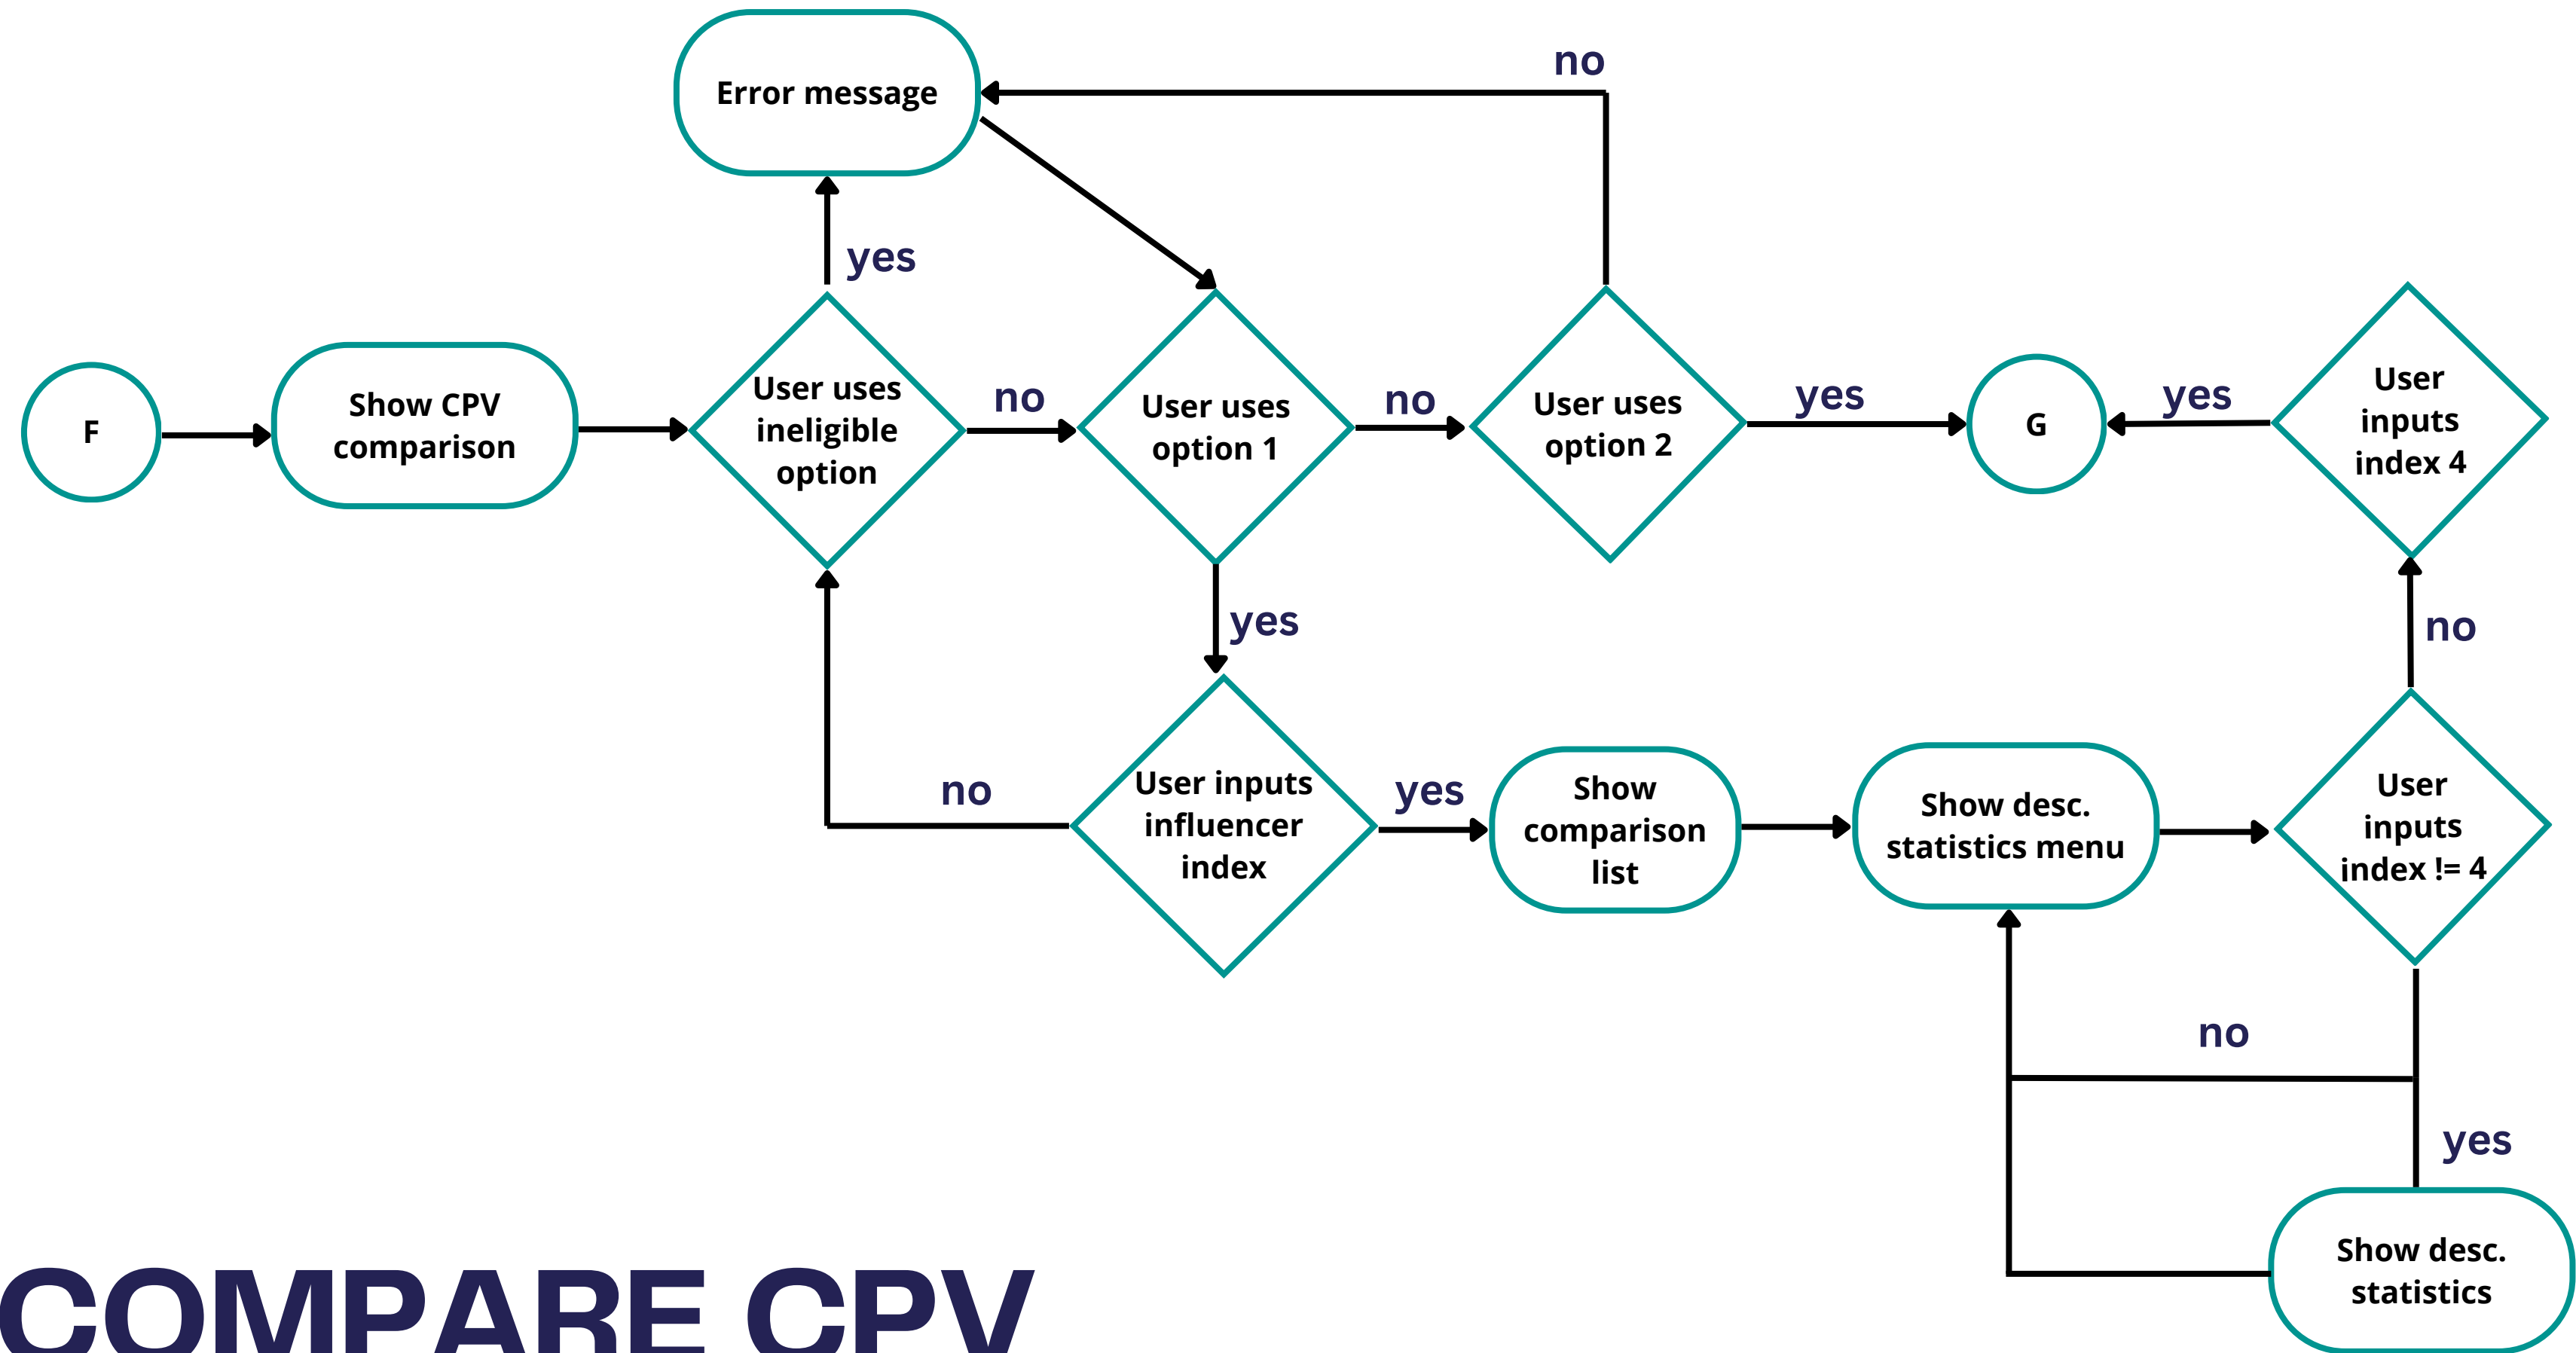 no
Error message
yes
F
Show CPV
comparison
User uses
ineligible
option
no
User uses
option 1
no
User uses
option 2
yes
G
yes
User
inputs
index 4
yes
no
no
User inputs
influencer
index
yes
Show
comparison
list
Show desc.
statistics menu
User
inputs
index != 4
no
yes
Show desc.
statistics
COMPARE CPV